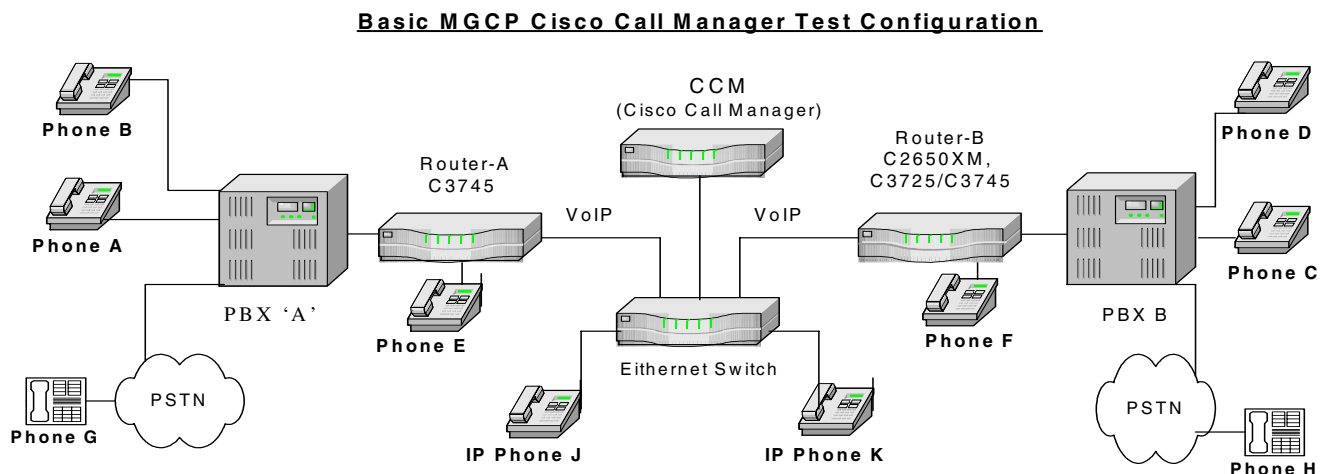 Basic MGCP Cisco Call Manager Test Configuration
Phone B
Phone A
PBX ‘A’
PSTN
Phone G
Router-A
C3745
Phone E
VoIP
CCM
(Cisco Call Manager)
VoIP
Eithernet Switch
IP Phone J
IP Phone K
Router-B
C2650XM,
C3725/C3745
Phone F
PBX B
Phone D
Phone C
PSTN
Phone H